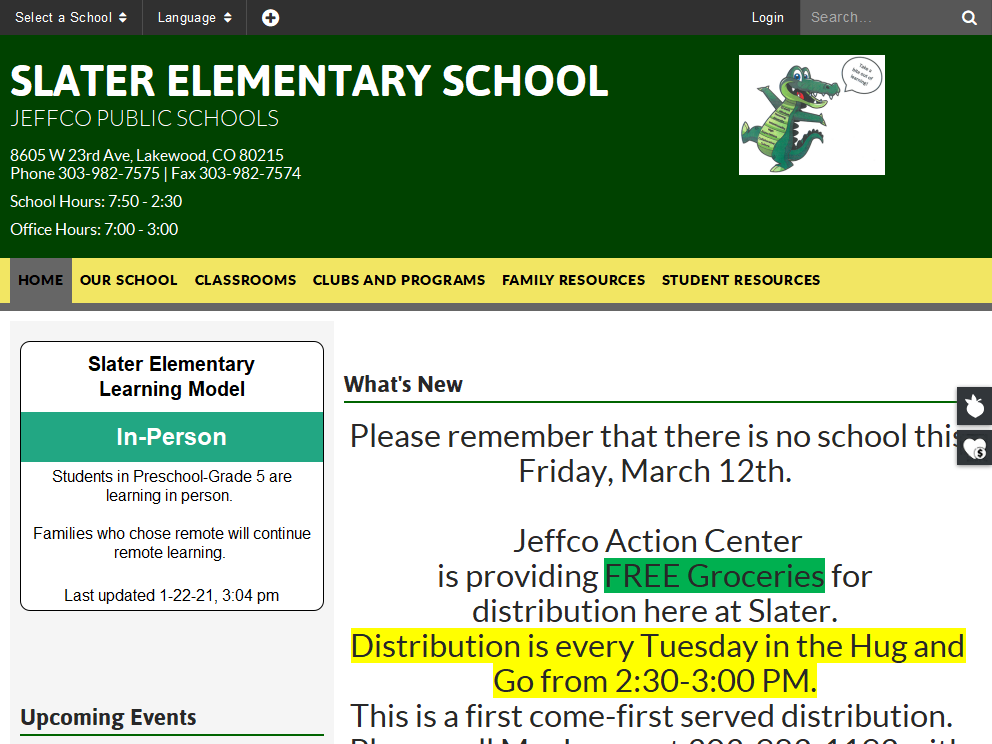 Select a School
Language
Login
Search...
SLATER ELEMENTARY SCHOOL
JEFFCO PUBLIC SCHOOLS
8605 W 23rd Ave, Lakewood, CO 80215
Phone 303-982-7575 | Fax 303-982-7574
School Hours: 7:50 - 2:30
Office Hours: 7:00 - 3:00
Take a
bite out of
learning!
HOME OUR SCHOOL CLASSROOMS CLUBS AND PROGRAMS FAMILY RESOURCES STUDENT RESOURCES
Slater Elementary
Learning Model
In-Person
Students in Preschool-Grade 5 are
learning in person.
Families who chose remote will continue
remote learning.
Last updated 1-22-21, 3:04 pm
Upcoming Events
What's New
Please remember that there is no school this
Friday, March 12th.
Jeffco Action Center
is providing FREE Groceries for
distribution here at Slater.
Distribution is every Tuesday in the Hug and
Go from 2:30-3:00 PM.
This is a first come-first served distribution.